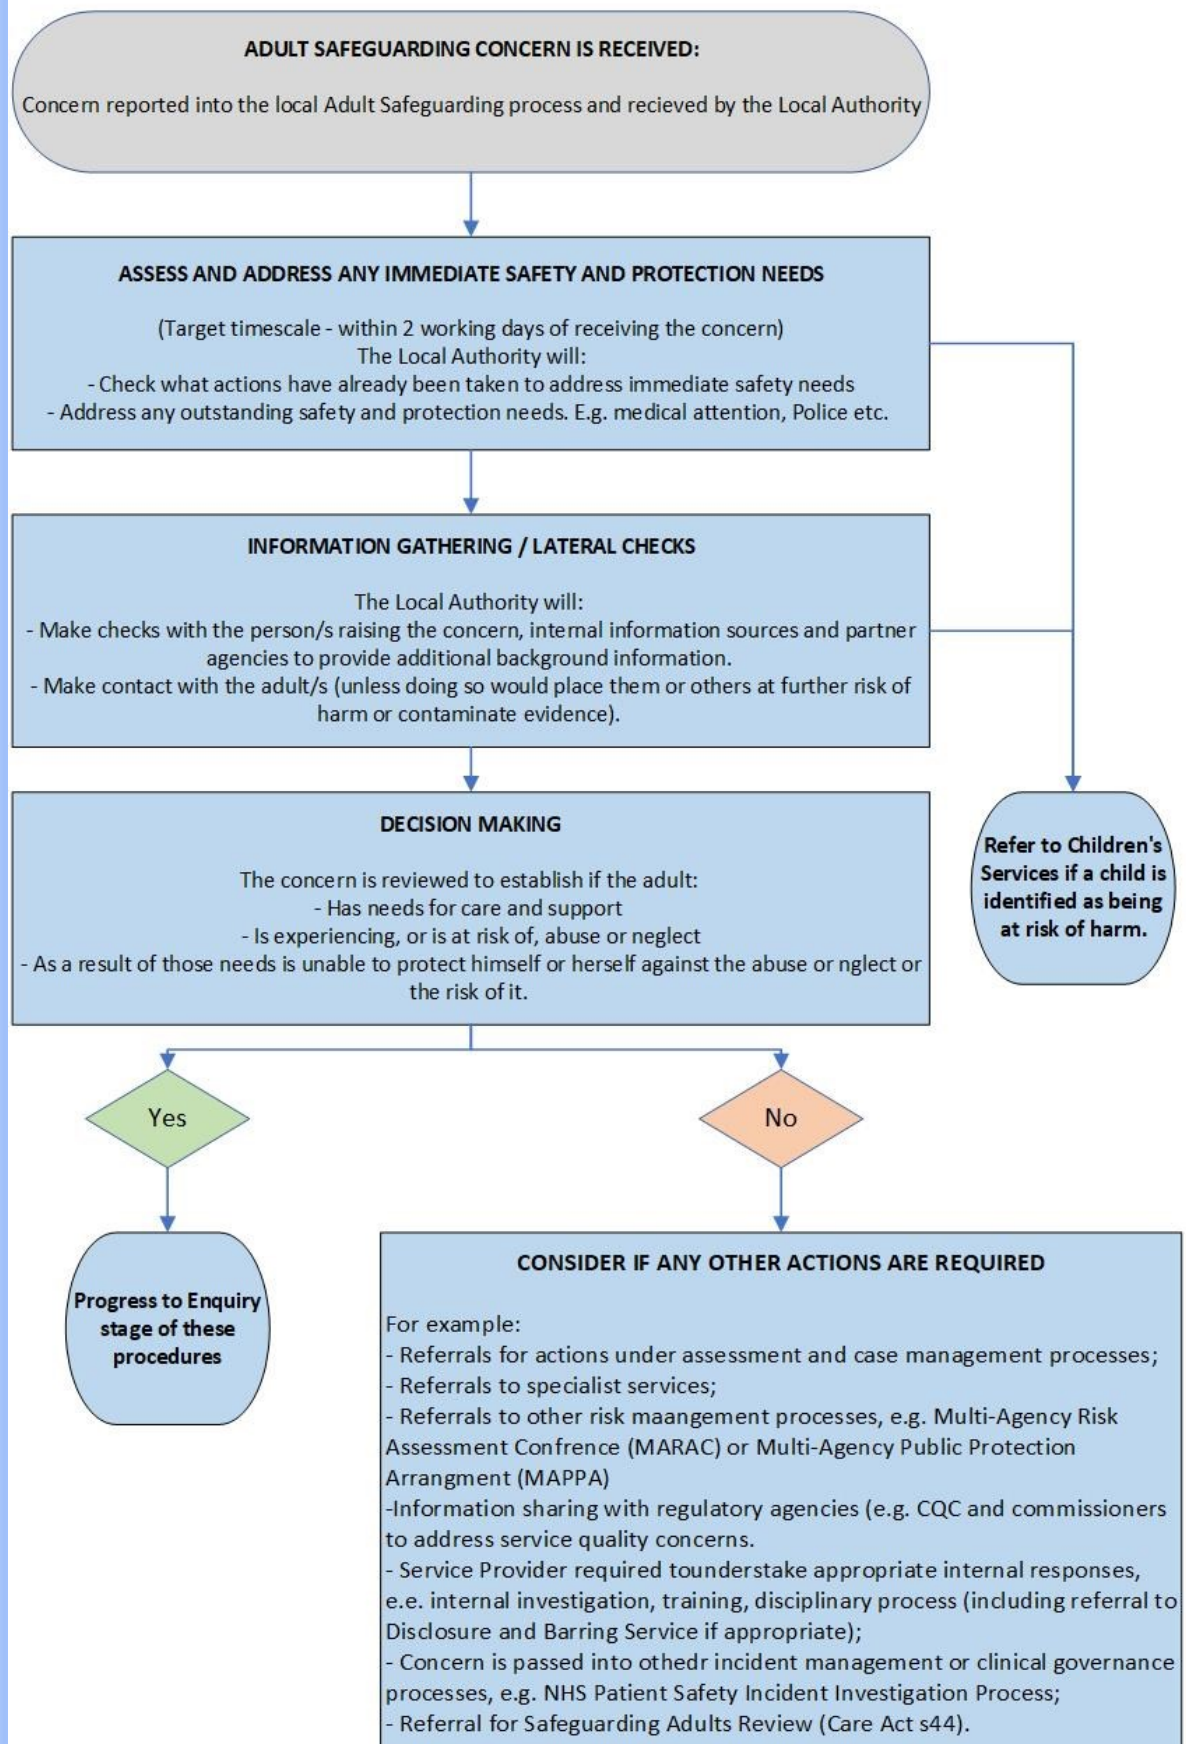 ADULT SAFEGUARDING CONCERN IS RECEIVED:
Concern reported into the local Adult Safeguarding process and recieved by the Local Authority
ASSESS AND ADDRESS ANY IMMEDIATE SAFETY AND PROTECTION NEEDS
(Target timescale - within 2 working days of receiving the concern)
The Local Authority will:
- Check what actions have already been taken to address immediate safety needs
- Address any outstanding safety and protection needs. E.g. medical attention, Police etc.
INFORMATION GATHERING / LATERAL CHECKS
The Local Authority will:
- Make checks with the person/s raising the concern, internal information sources and partner
agencies to provide additional background information.
- Make contact with the adult/s (unless doing so would place them or others at further risk of
harm or contaminate evidence).
DECISION MAKING
The concern is reviewed to establish if the adult:
- Has needs for care and support
- Is experiencing, or is at risk of, abuse or neglect
- As a result of those needs is unable to protect himself or herself against the abuse or nglect or
the risk of it.
Refer to Children's
Services if a child is
identified as being
at risk of harm.
Yes
No
Progress to Enquiry
stage of these
procedures
CONSIDER IF ANY OTHER ACTIONS ARE REQUIRED
For example:
- Referrals for actions under assessment and case management processes;
- Referrals to specialist services;
- Referrals to other risk maangement processes, e.g. Multi-Agency Risk
Assessment Confrence (MARAC) or Multi-Agency Public Protection
Arrangment (MAPPA)
-Information sharing with regulatory agencies (e.g. CQC and commissioners
to address service quality concerns.
- Service Provider required tounderstake appropriate internal responses,
e.e. internal investigation, training, disciplinary process (including referral to
Disclosure and Barring Service if appropriate);
- Concern is passed into othedr incident management or clinical governance
processes, e.g. NHS Patient Safety Incident Investigation Process;
- Referral for Safeguarding Adults Review (Care Act s44).